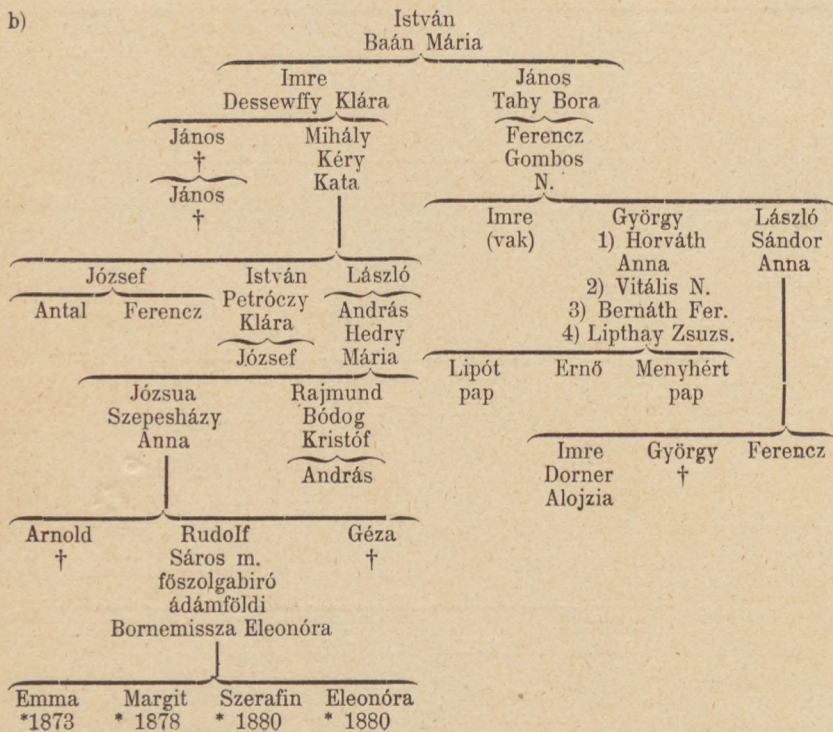 b)
István
Baán Mária
Imre János
Dessewffy Klára Tahy Bora
János Mihály Ferencz
† Kéry Gombos
János Kata N.
†
Imre György László
(vak) 1) Horváth Sándor
Anna Anna
2) Vitális N.
3) Bernáth Fer.
4) Lipthay Zsuzs.
József István László
Antal Ferencz Petróczy András
Klára Hedry
József Mária
Lipót Ernő Menyhért
pap pap
Józsua Rajmund
Szepesházy Bódog
Anna Kristóf
András
Imre György Ferencz
Dorner †
Alojzia
Arnold Rudolf Géza
† Sáros m. †
főszolgabiró
ádámföldi
Bornemissza Eleonóra
Emma Margit Szerafin Eleonóra
*1873 * 1878 * 1880 * 1880